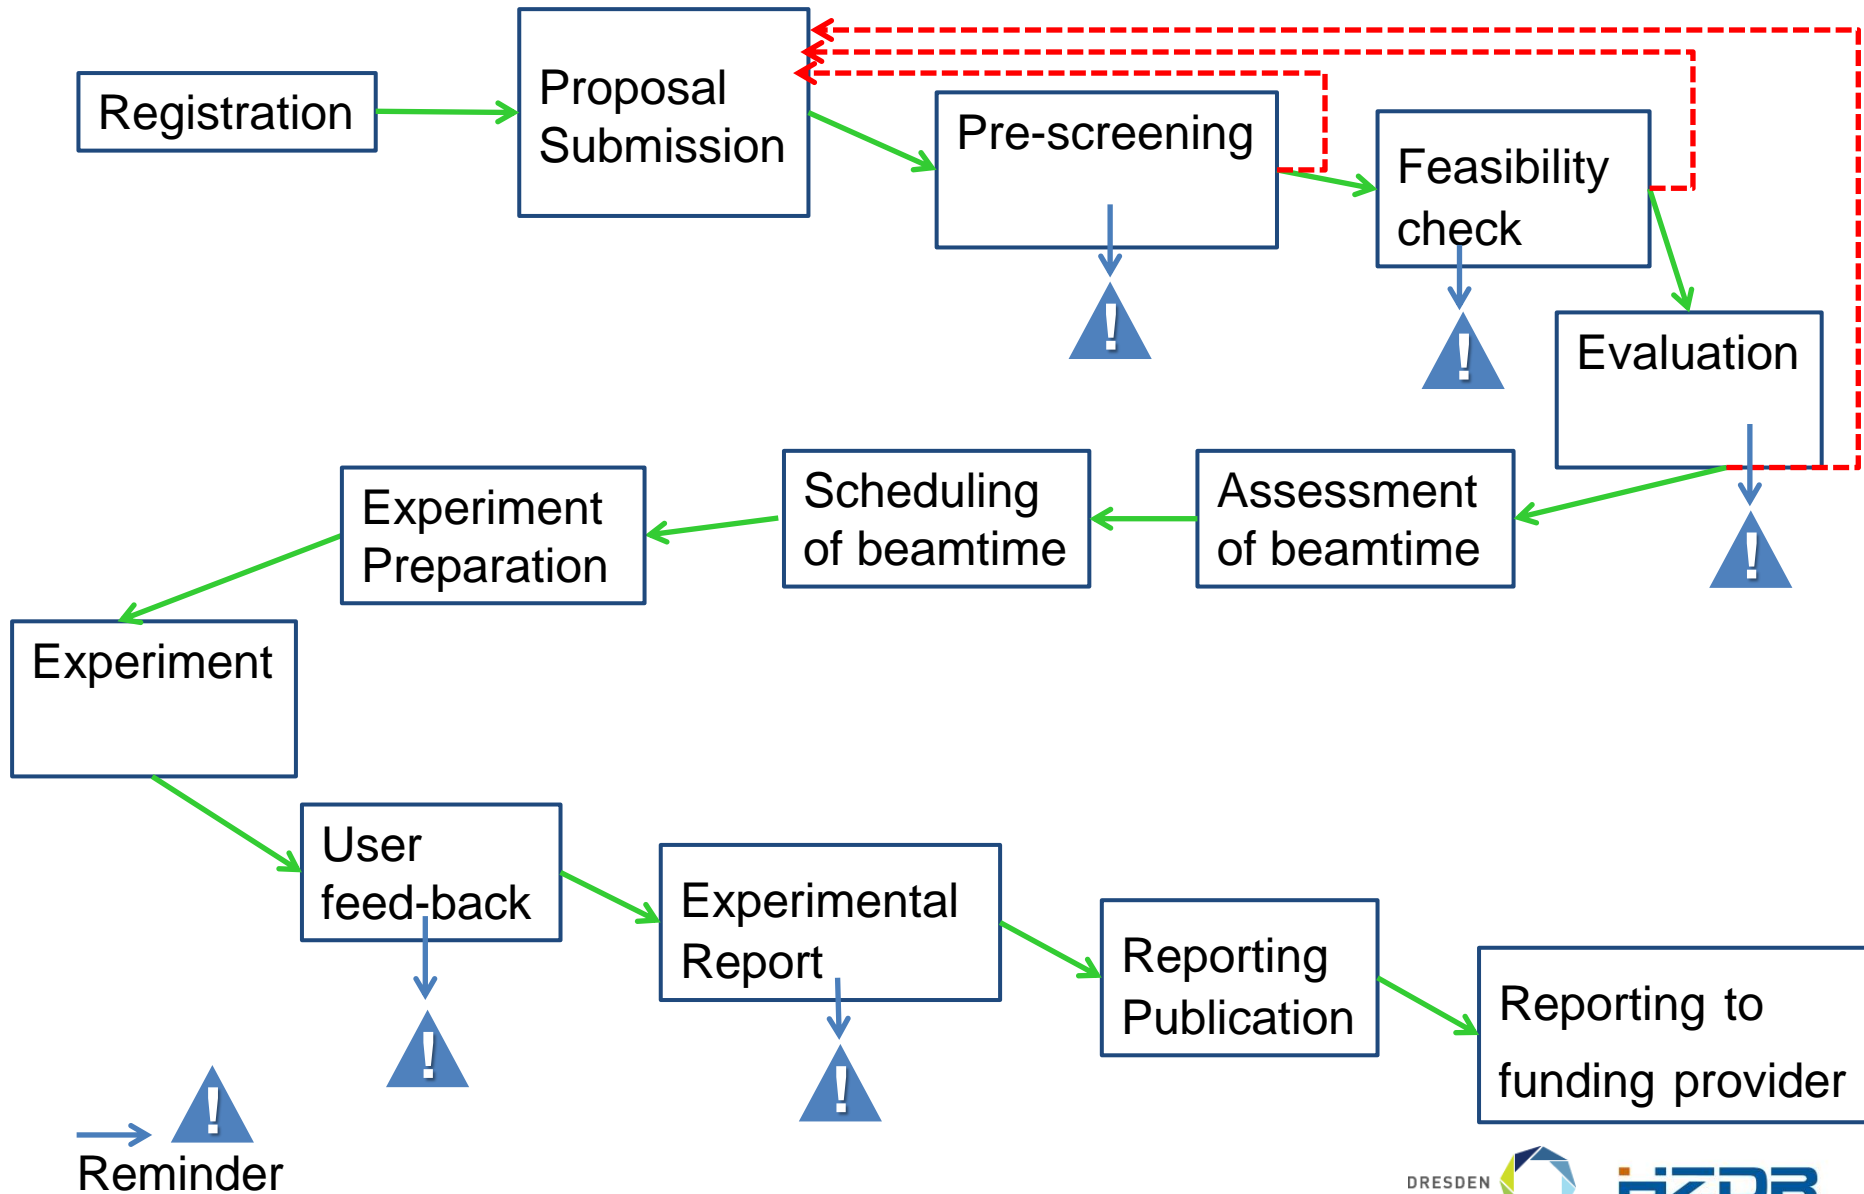 Registration
Proposal
Submission
Pre-screening
Feasibility
check
Evaluation
Assessment
of beamtime
Scheduling
of beamtime
Experiment
Preparation
Experiment
User
feed-back
Experimental
Report
Reporting
Publication
Reporting to
funding provider
!
!
!
!
!
!
Reminder
DRESDEN
HZDR